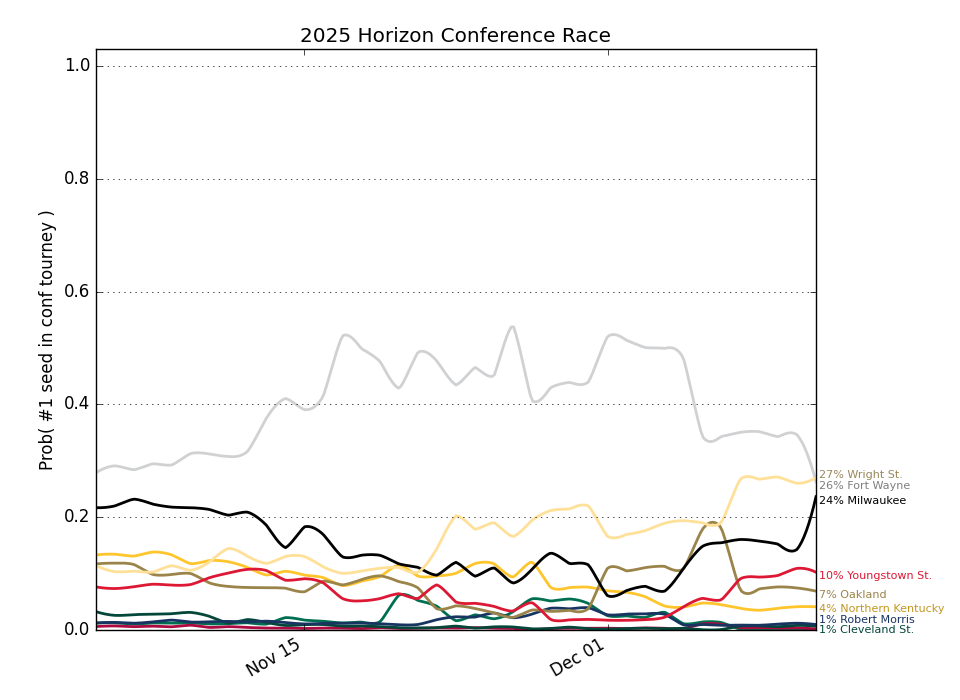 2025 Horizon Conference Race
Prob( #1 seed in conf tourney )
1.0
0.8
0.6
0.4
0.2
0.0
Nov 15
Dec 01
27% Wright St.
26% Fort Wayne
24% Milwaukee
10% Youngstown St.
7% Oakland
4% Northern Kentucky
1% Robert Morris
1% Cleveland St.